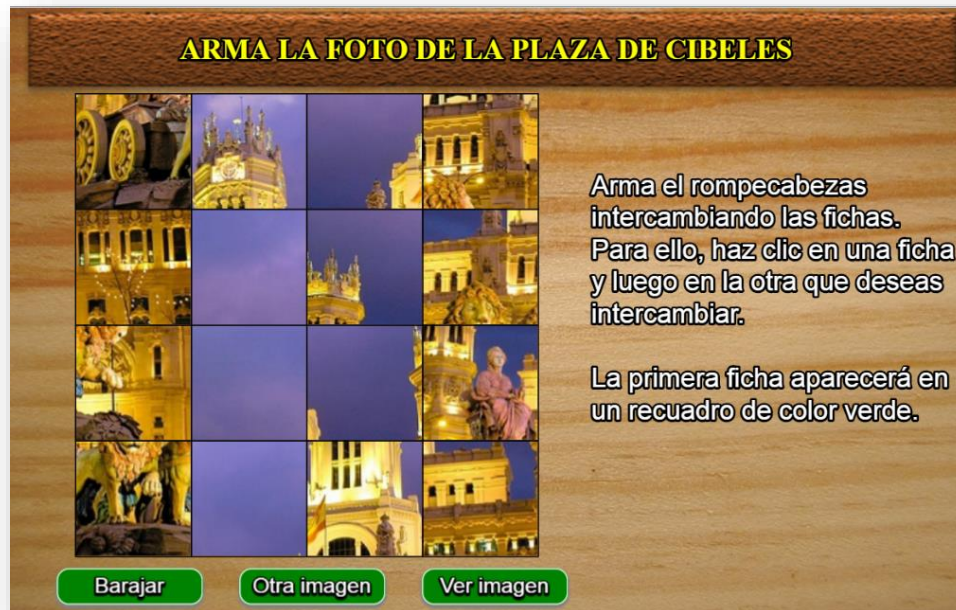 ARMA LA FOTO DE LA PLAZA DE CIBELES
Arma el rompecabezas
intercambiando las fichas.
Para ello, haz clic en una ficha
y luego en la otra que deseas
intercambiar.
La primera ficha aparecerá en
un recuadro de color verde.
Barajar
Otra imagen
Ver imagen